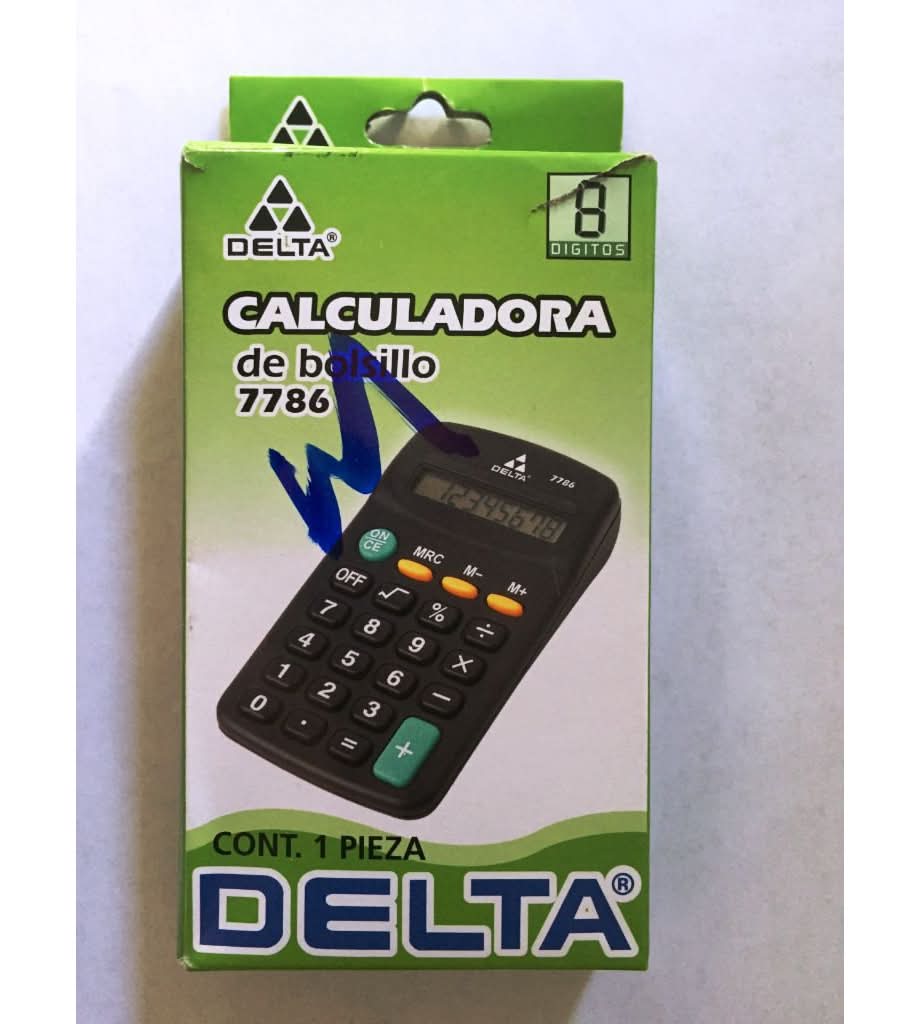 DELTA®
8
DIGITOS
CALCULADORA
de bolsillo
7786
DELTA®
7786
12345678
ON
CE
MRC
M−
M+
OFF
√
%
÷
7
8
9
×
4
5
6
−
1
2
3
+
0
.
=
CONT. 1 PIEZA
DELTA®